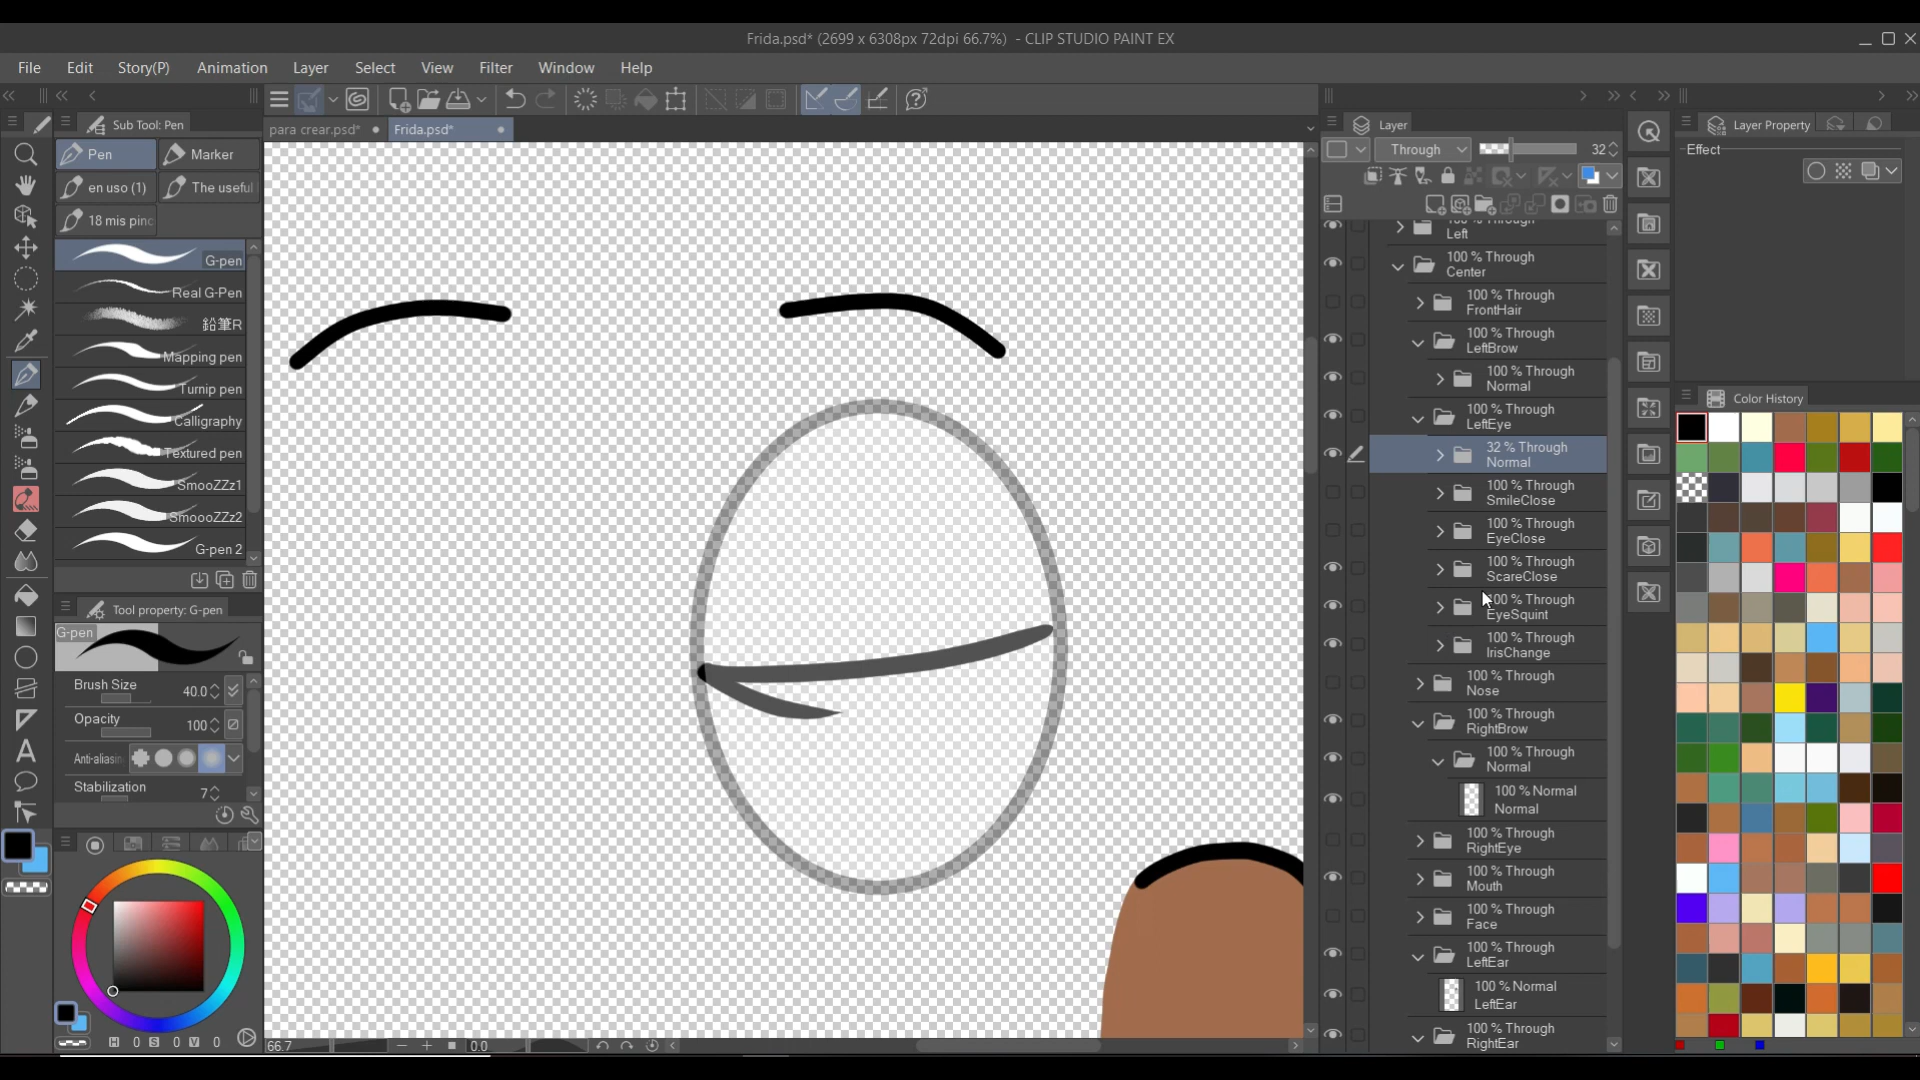 Frida.psd* (2699 x 6308px 72dpi 66.7%) - CLIP STUDIO PAINT EX
File Edit Story(P) Animation Layer Select View Filter Window Help
Sub Tool: Pen
Pen
Marker
en uso (1)
The useful
18 mis pinc
G-pen
Real G-Pen
鉛筆R
Mapping pen
Turnip pen
Calligraphy
Textured pen
SmooZZz1
SmoooZZz2
G-pen 2
Tool property: G-pen
G-pen
Brush Size 40.0
Opacity 100
Anti-aliasin
Stabilization 7
H 0 S 0 V 0
para crear.psd*
Frida.psd*
66.7
0.0
Layer
Through 32
Left
100 % Through
Center
100 % Through
FrontHair
100 % Through
LeftBrow
100 % Through
Normal
100 % Through
LeftEye
32 % Through
Normal
100 % Through
SmileClose
100 % Through
EyeClose
100 % Through
ScareClose
100 % Through
EyeSquint
100 % Through
IrisChange
100 % Through
Nose
100 % Through
RightBrow
100 % Through
Normal
100 % Normal
Normal
100 % Through
RightEye
100 % Through
Mouth
100 % Through
Face
100 % Through
LeftEar
100 % Normal
LeftEar
100 % Through
RightEar
Layer Property
Effect
Color History